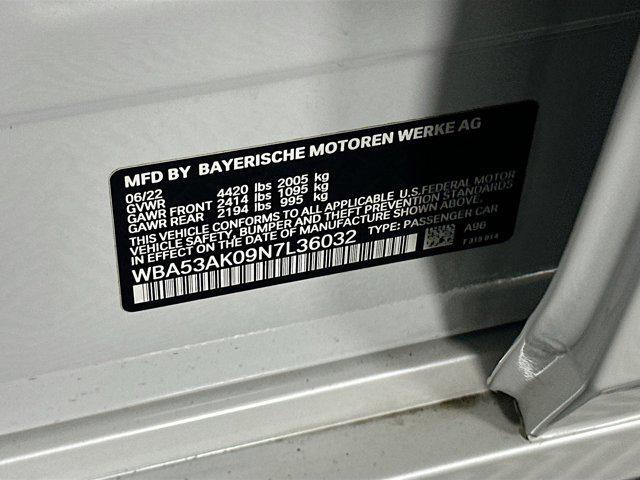 MFD BY BAYERISCHE MOTOREN WERKE AG
06/22
GVWR 4420 lbs 2005 kg
GAWR FRONT 2414 lbs 1095 kg
GAWR REAR 2194 lbs 995 kg
THIS VEHICLE CONFORMS TO ALL APPLICABLE U.S.FEDERAL MOTOR
VEHICLE SAFETY, BUMPER AND THEFT PREVENTION STANDARDS
IN EFFECT ON THE DATE OF MANUFACTURE SHOWN ABOVE.
WBA53AK09N7L36032 TYPE: PASSENGER CAR
A96